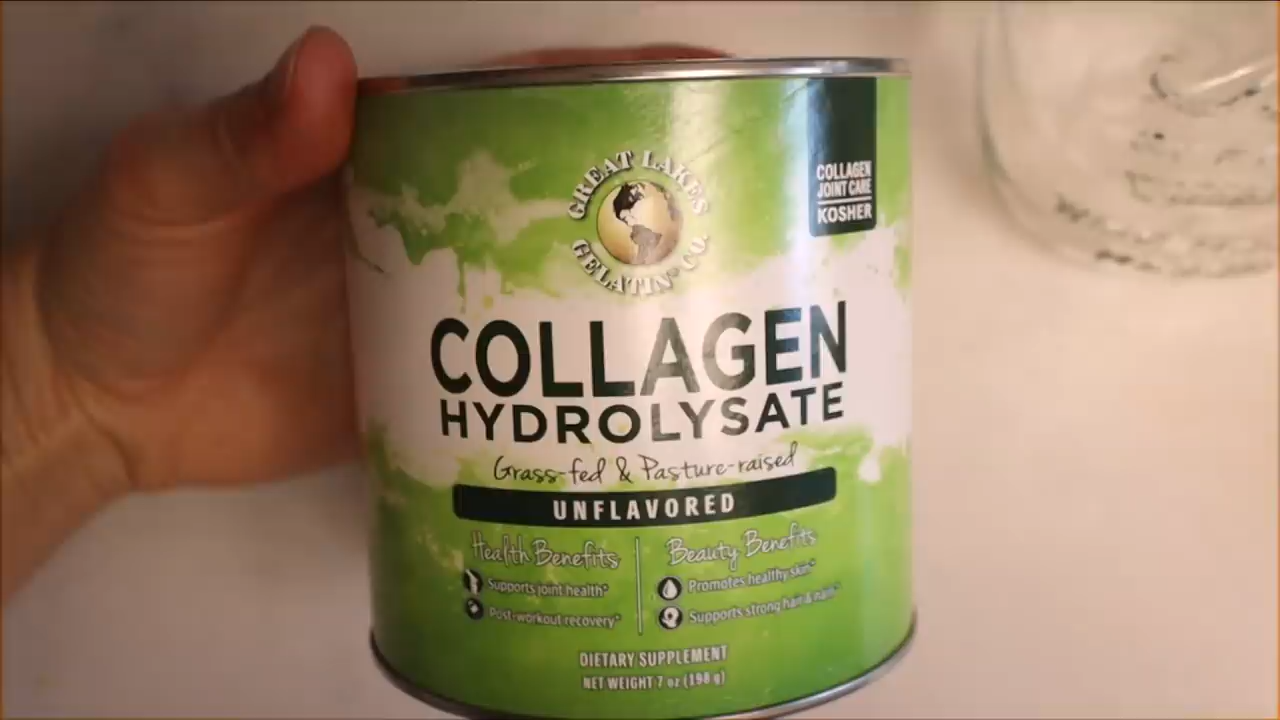 GREAT LAKES
GELATIN® CO.
COLLAGEN
JOINT CARE
KOSHER
COLLAGEN
HYDROLYSATE
Grass-fed & Pasture-raised
UNFLAVORED
Health Benefits
Supports joint health*
Post-workout recovery*
Beauty Benefits
Promotes healthy skin*
Supports strong hair & nails*
DIETARY SUPPLEMENT
NET WEIGHT 7 oz (198 g)